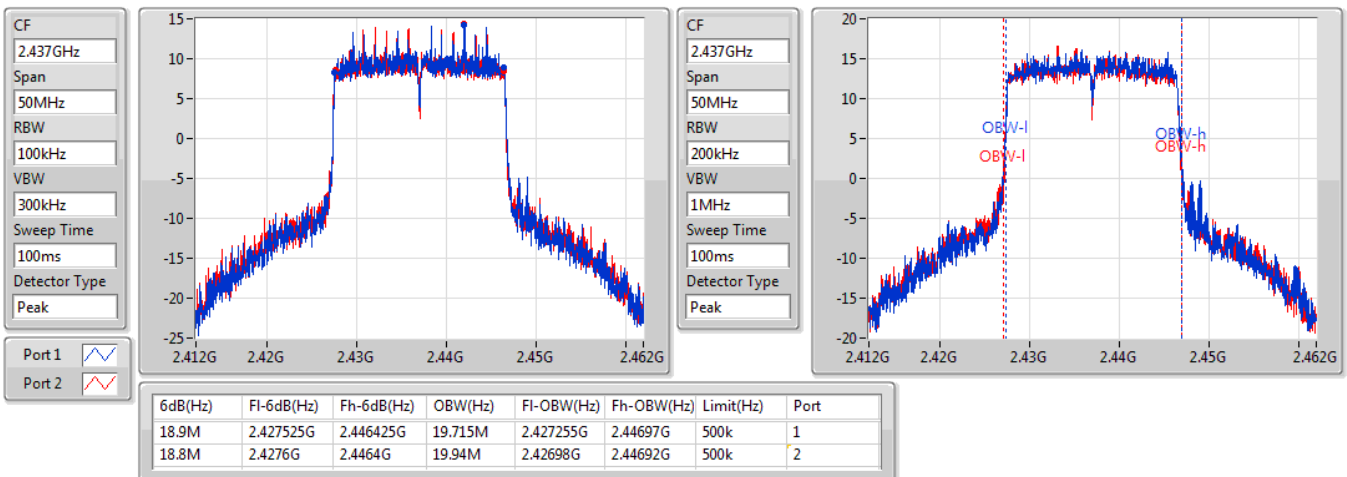 CF
2.437GHz
Span
50MHz
RBW
100kHz
VBW
300kHz
Sweep Time
100ms
Detector Type
Peak
Port 1
Port 2
15
10
5
0
-5
-10
-15
-20
-25
2.412G 2.42G 2.43G 2.44G 2.45G 2.462G
CF
2.437GHz
Span
50MHz
RBW
200kHz
VBW
1MHz
Sweep Time
100ms
Detector Type
Peak
20
15
10
5
0
-5
-10
-15
-20
OBW-l
OBW-l
OBW-h
OBW-h
2.412G 2.42G 2.43G 2.44G 2.45G 2.462G
6dB(Hz) Fl-6dB(Hz) Fh-6dB(Hz) OBW(Hz) Fl-OBW(Hz) Fh-OBW(Hz) Limit(Hz) Port
18.9M 2.427525G 2.446425G 19.715M 2.427255G 2.44697G 500k 1
18.8M 2.4276G 2.4464G 19.94M 2.42698G 2.44692G 500k 2